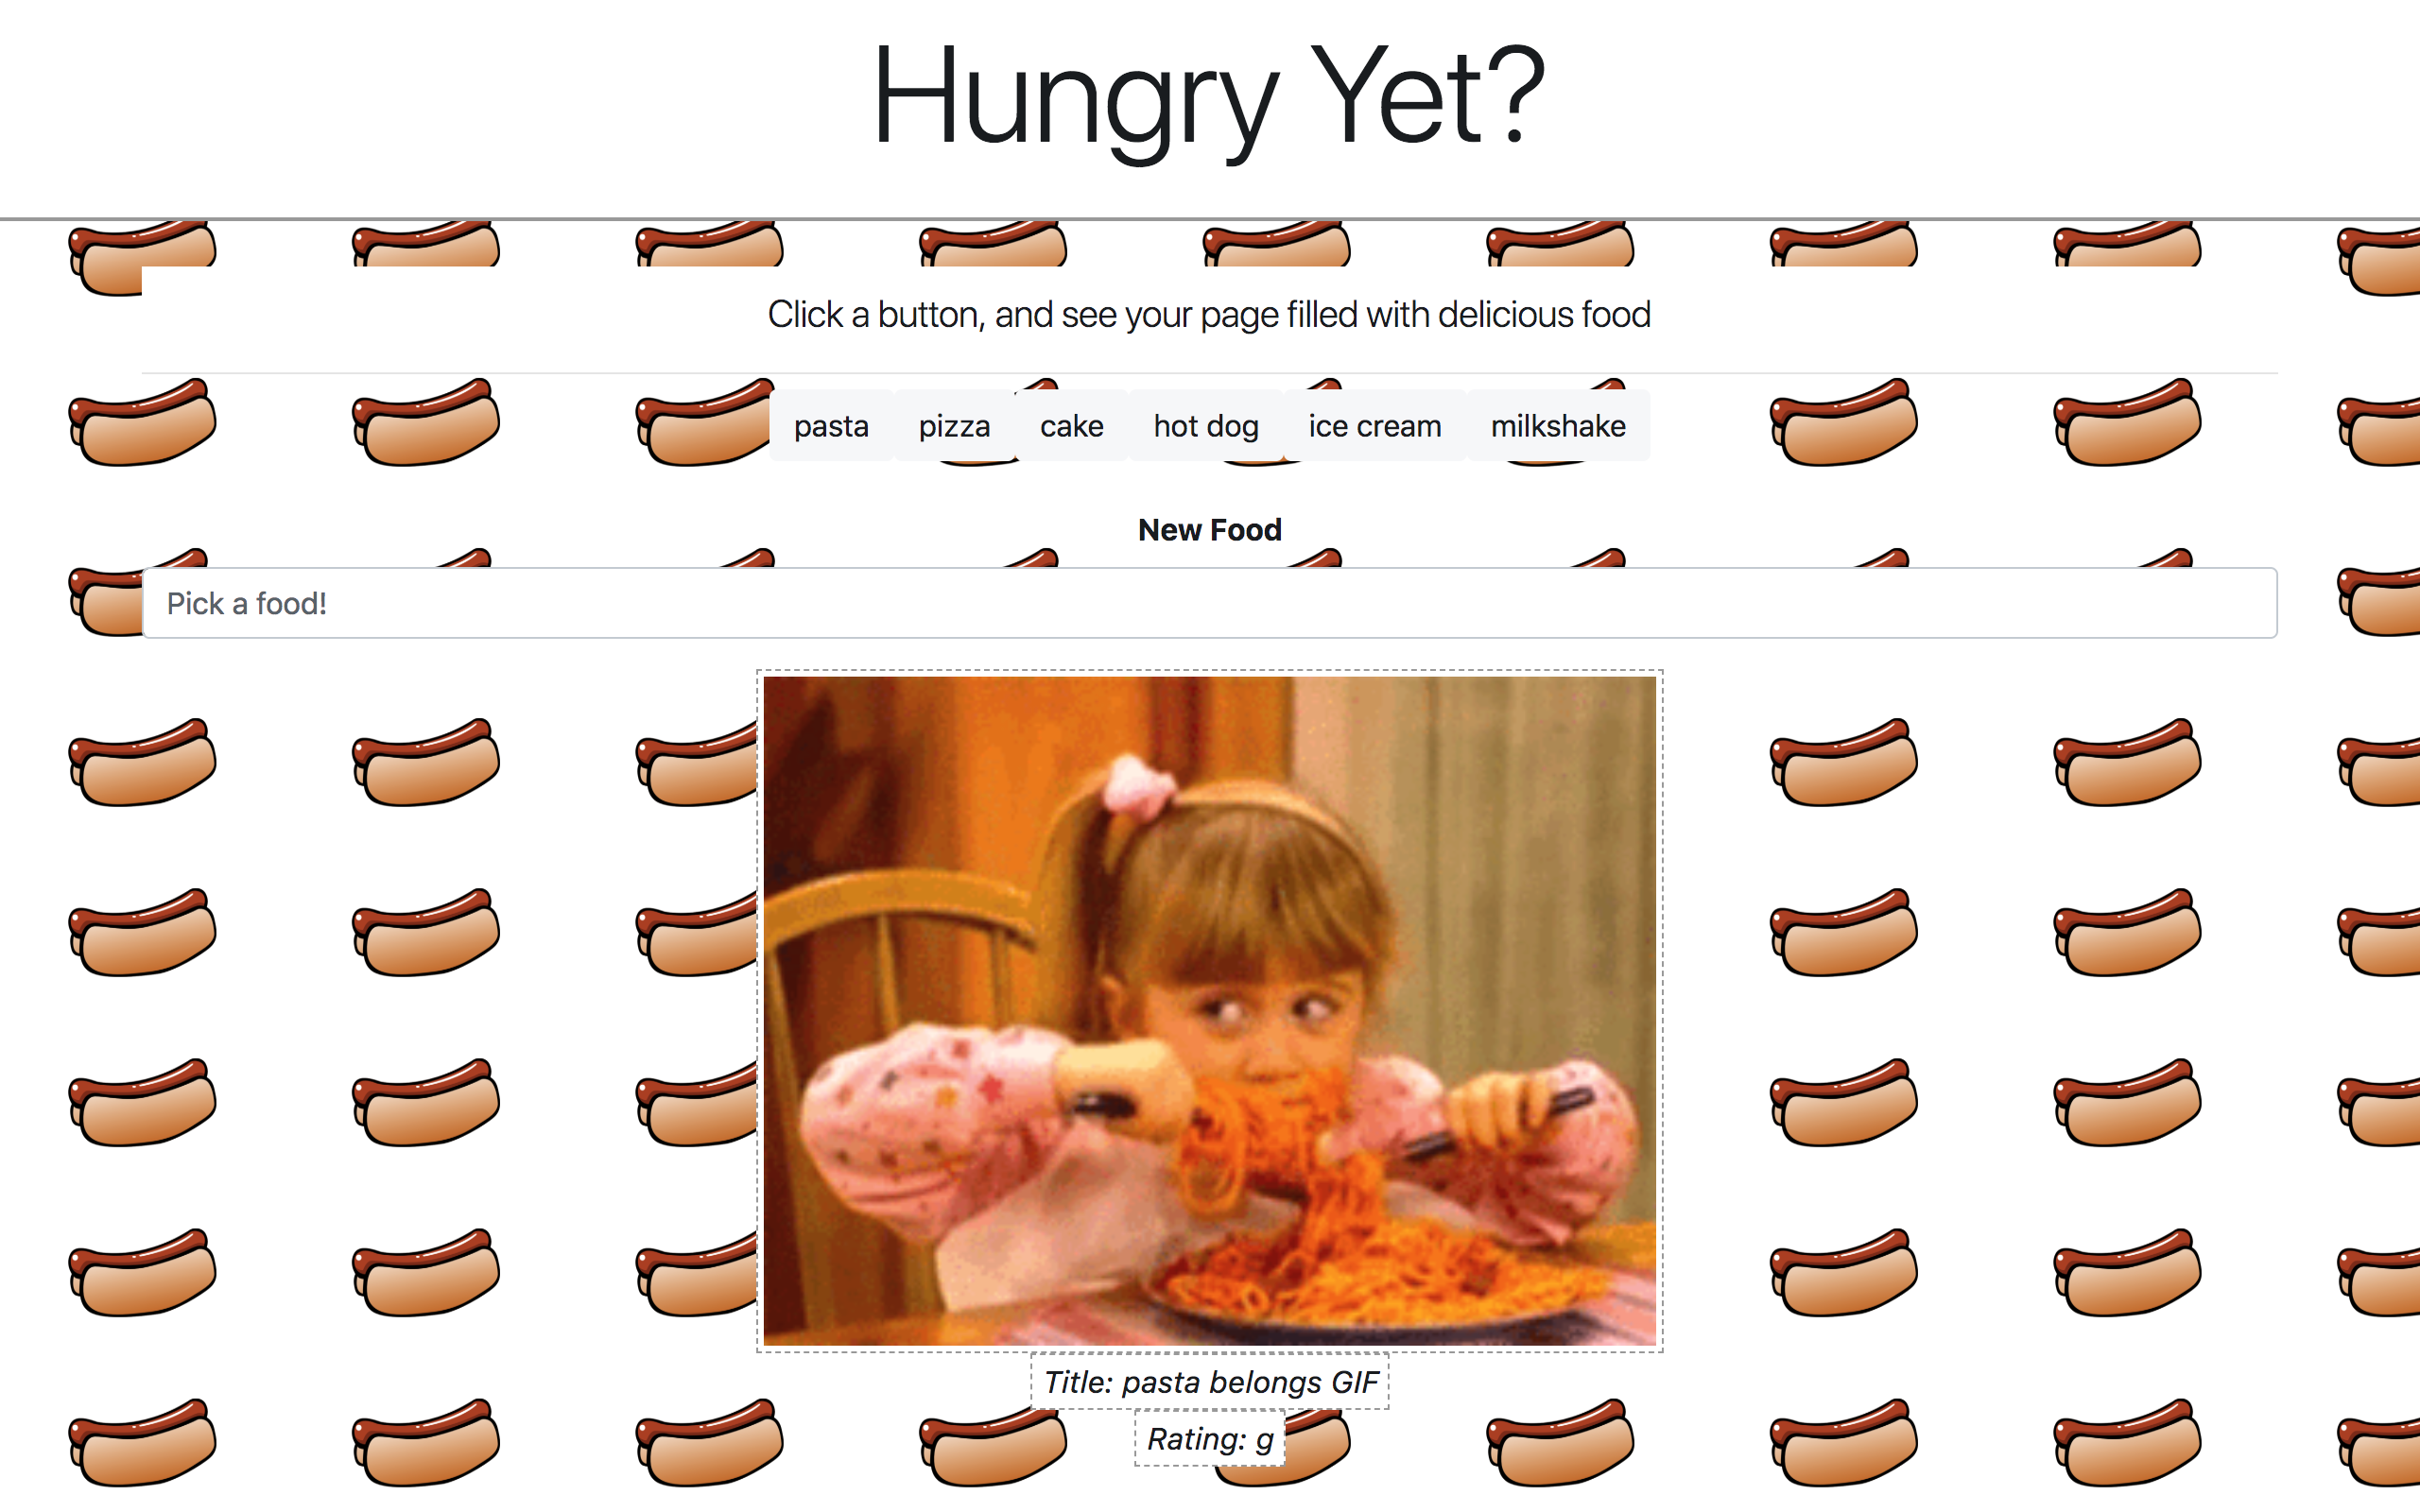 Hungry Yet?
Click a button, and see your page filled with delicious food
pasta pizza cake hot dog ice cream milkshake
New Food
Pick a food!
Title: pasta belongs GIF
Rating: g